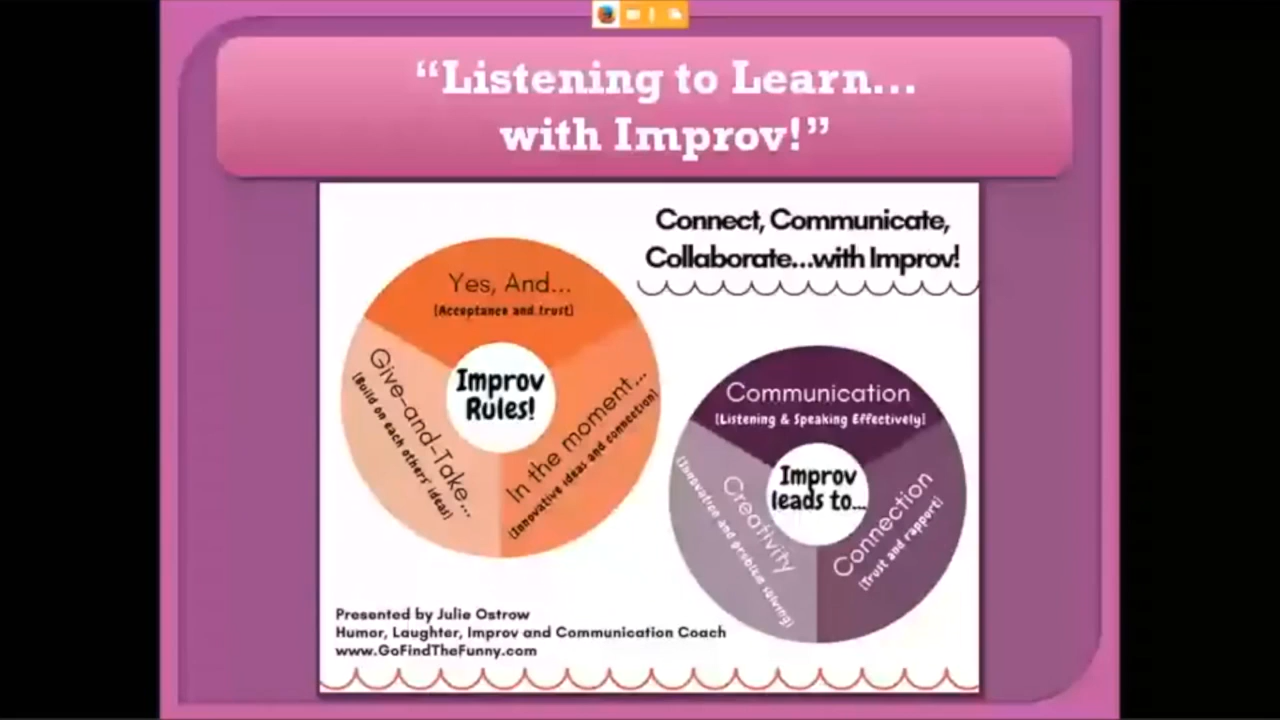 “Listening to Learn...
with Improv!”
Connect, Communicate,
Collaborate...with Improv!
Yes, And...
(Acceptance and trust)
Give-and-Take...
(Build on each others' ideas)
In the moment...
(Innovative ideas and connection)
Improv
Rules!
Communication
(Listening & Speaking Effectively)
Creativity
(Innovation and problem solving)
Connection
(Trust and rapport)
Improv
leads to...
Presented by Julie Ostrow
Humor, Laughter, Improv and Communication Coach
www.GoFindTheFunny.com